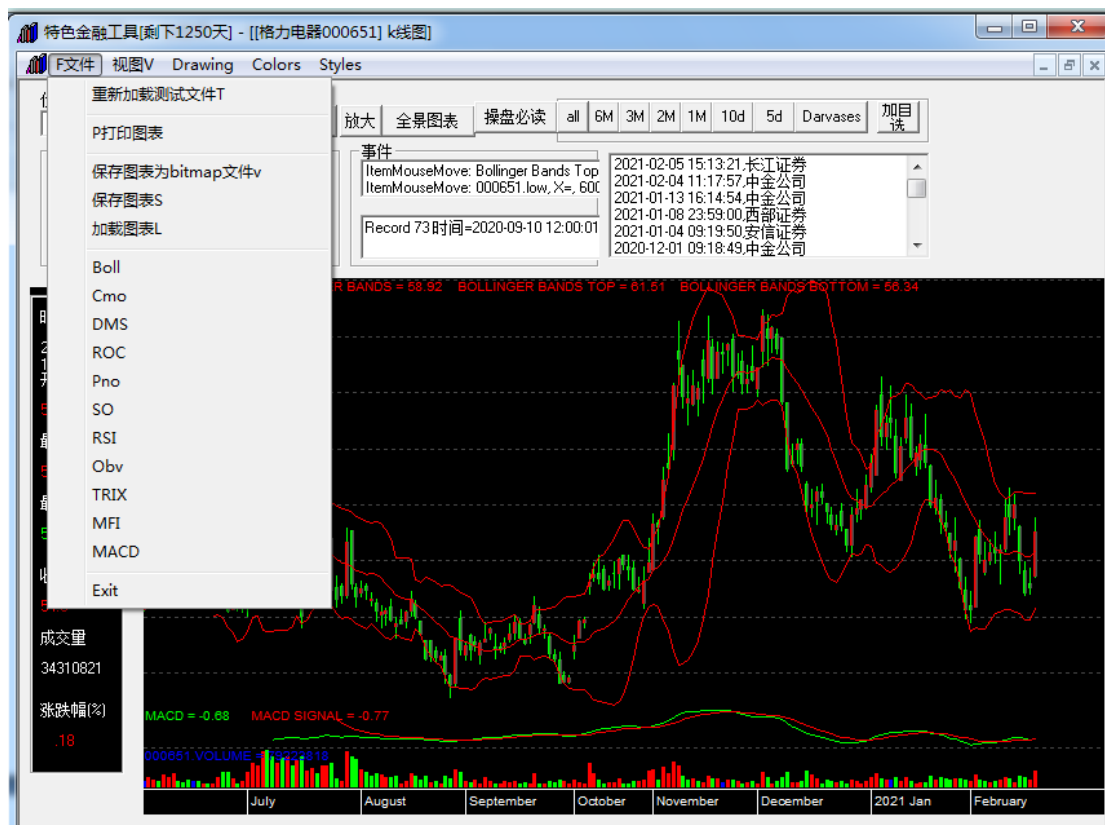 特色金融工具[剩下1250天] - [[格力电器000651] k线图]
F文件 视图V Drawing Colors Styles
重新加载测试文件T
P打印图表
保存图表为bitmap文件v
保存图表S
加载图表L
Boll
Cmo
DMS
ROC
Pno
SO
RSI
Obv
TRIX
MFI
MACD
Exit
放大 全景图表 操盘必读 all 6M 3M 2M 1M 10d 5d Darvases 加自选
事件
ItemMouseMove: Bollinger Bands Top
ItemMouseMove: 000651.low, X=, 600
Record 73时间=2020-09-10 12:00:01
2021-02-05 15:13:21,长江证券
2021-02-04 11:17:57,中金公司
2021-01-13 16:14:54,中金公司
2021-01-08 23:59:00,西部证券
2021-01-04 09:19:50,安信证券
2020-12-01 09:18:49,中金公司
R BANDS = 58.92 BOLLINGER BANDS TOP = 61.51 BOLLINGER BANDS BOTTOM = 56.34
成交量
34310821
涨跌幅(%)
.18
MACD = -0.68 MACD SIGNAL = -0.77
000651.VOLUME =
July August September October November December 2021 Jan February